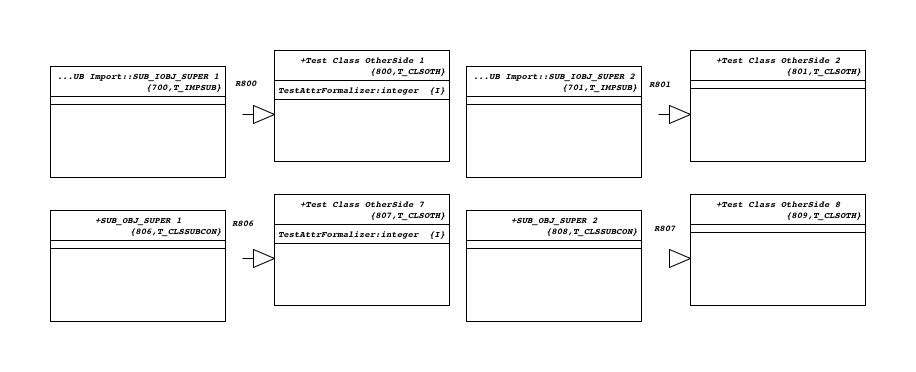 ...UB Import::SUB_IOBJ_SUPER 1
{700,T_IMPSUB}
R800
+Test Class OtherSide 1
{800,T_CLSOTH}
TestAttrFormalizer:integer {I}
...UB Import::SUB_IOBJ_SUPER 2
{701,T_IMPSUB}
R801
+Test Class OtherSide 2
{801,T_CLSOTH}
+SUB_OBJ_SUPER 1
{806,T_CLSSUBCON}
R806
+Test Class OtherSide 7
{807,T_CLSOTH}
TestAttrFormalizer:integer {I}
+SUB_OBJ_SUPER 2
{808,T_CLSSUBCON}
R807
+Test Class OtherSide 8
{809,T_CLSOTH}